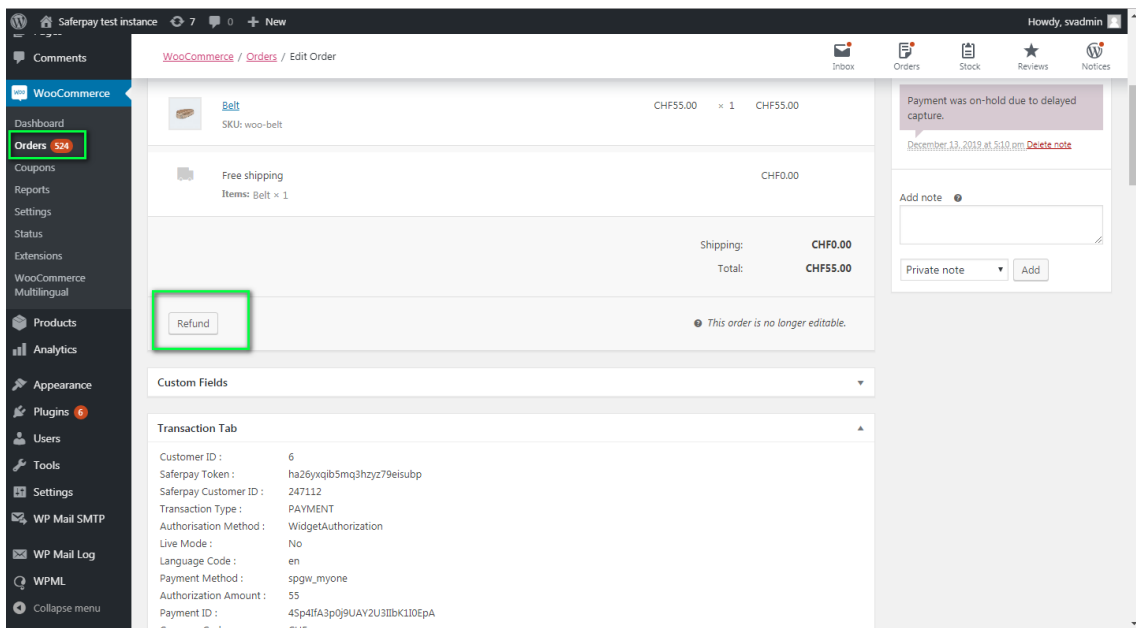 Saferpay test instance 7 0 + New Howdy, svadmin
Comments
WooCommerce
Dashboard
Orders 524
Coupons
Reports
Settings
Status
Extensions
WooCommerce
Multilingual
Products
Analytics
Appearance
Plugins 6
Users
Tools
Settings
WP Mail SMTP
WP Mail Log
WPML
Collapse menu
WooCommerce / Orders / Edit Order
Inbox
Orders
Stock
Reviews
Notices
Belt CHF55.00 × 1 CHF55.00
SKU: woo-belt
Free shipping CHF0.00
Items: Belt × 1
Shipping: CHF0.00
Total: CHF55.00
Refund
This order is no longer editable.
Custom Fields
Transaction Tab
Customer ID : 6
Saferpay Token : ha26yxqib5mq3hzyz79eisubp
Saferpay Customer ID : 247112
Transaction Type : PAYMENT
Authorisation Method : WidgetAuthorization
Live Mode : No
Language Code : en
Payment Method : spgw_myone
Authorization Amount : 55
Payment ID : 4Sp4IfA3p0j9UAY2U3IIbK1I0EpA
Payment was on-hold due to delayed
capture.
December 13, 2019 at 5:10 pm Delete note
Add note
Private note
Add